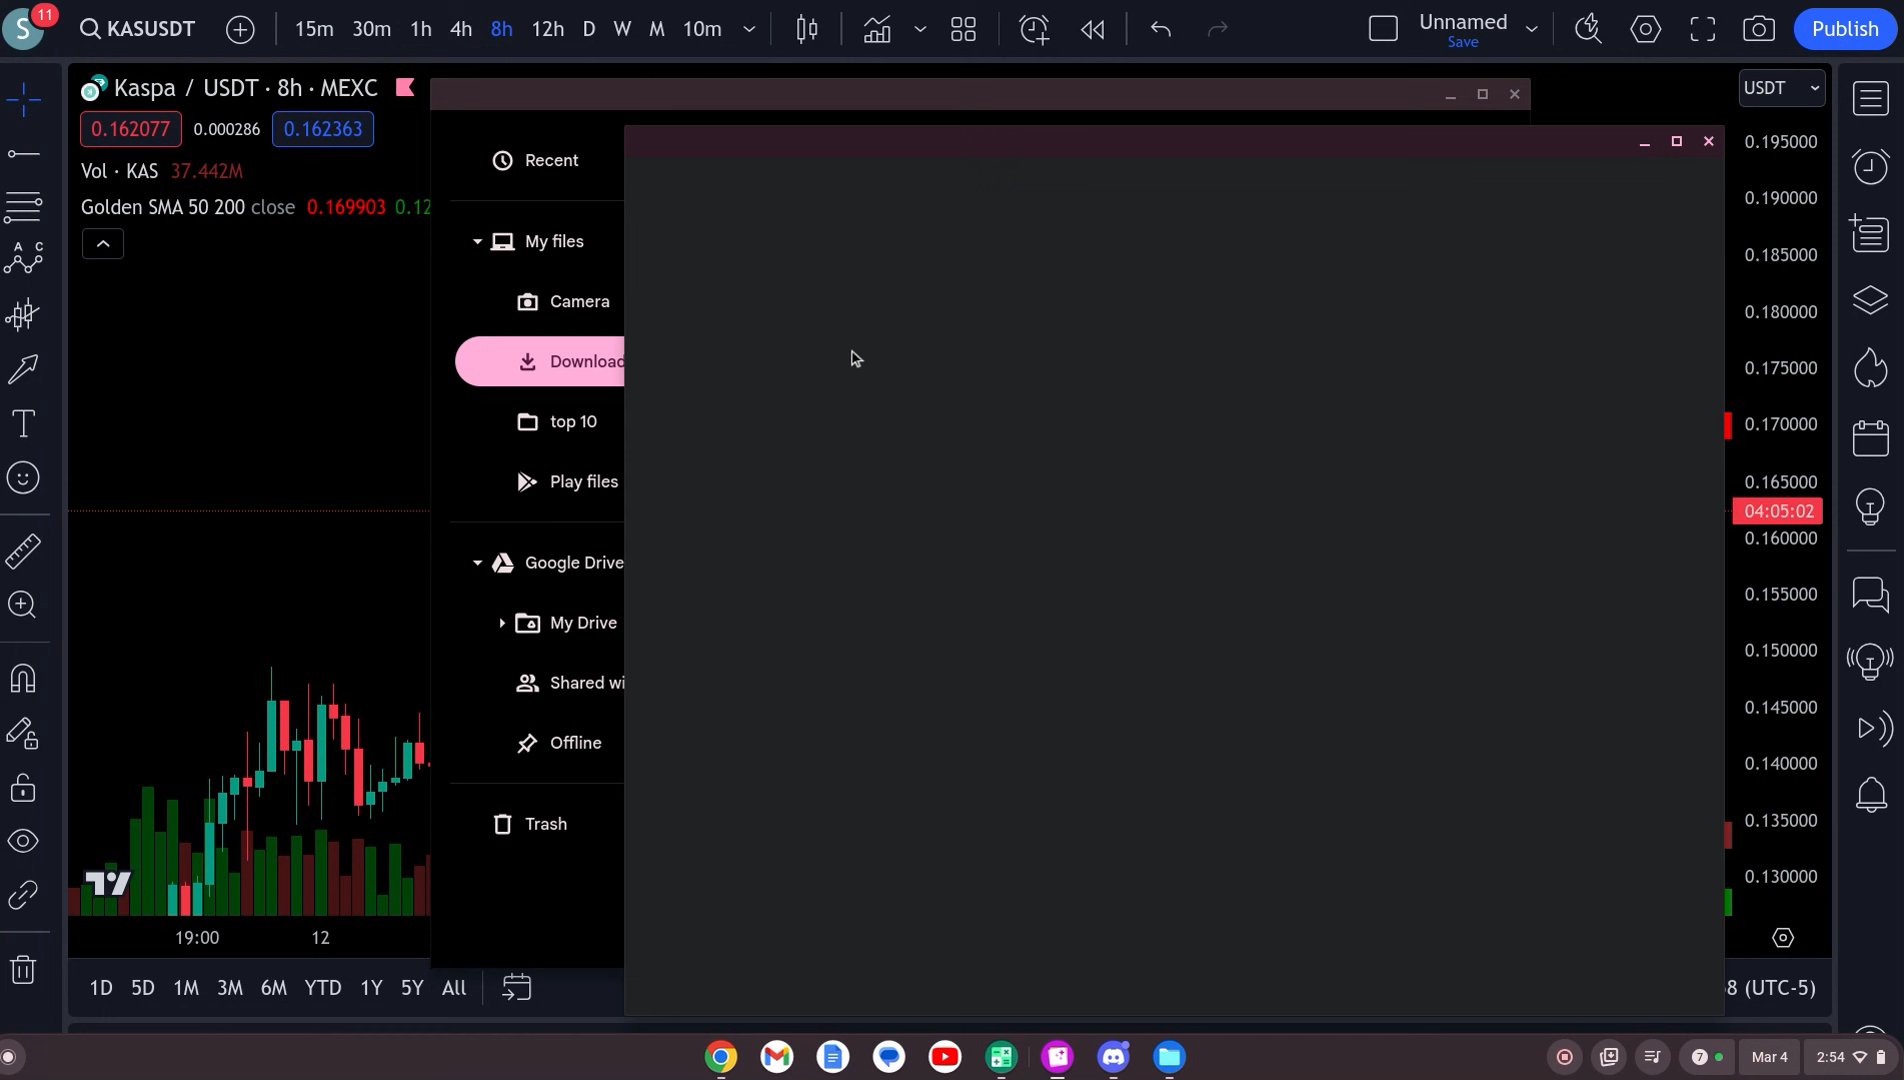 S 11 KASUSDT 15m 30m 1h 4h 8h 12h D W M 10m Unnamed Publish
Save
Kaspa / USDT · 8h · MEXC
USDT
0.162077 0.000286 0.162363
Vol · KAS 37.442M
Golden SMA 50 200 close 0.169903 0.12
Recent
My files
Camera
Download
top 10
Play files
Google Drive
My Drive
Shared wi
Offline
Trash
0.195000
0.190000
0.185000
0.180000
0.175000
0.170000
0.165000
04:05:02
0.160000
0.155000
0.150000
0.145000
0.140000
0.135000
0.130000
19:00 12
1D 5D 1M 3M 6M YTD 1Y 5Y All
8 (UTC-5)
7 Mar 4 2:54